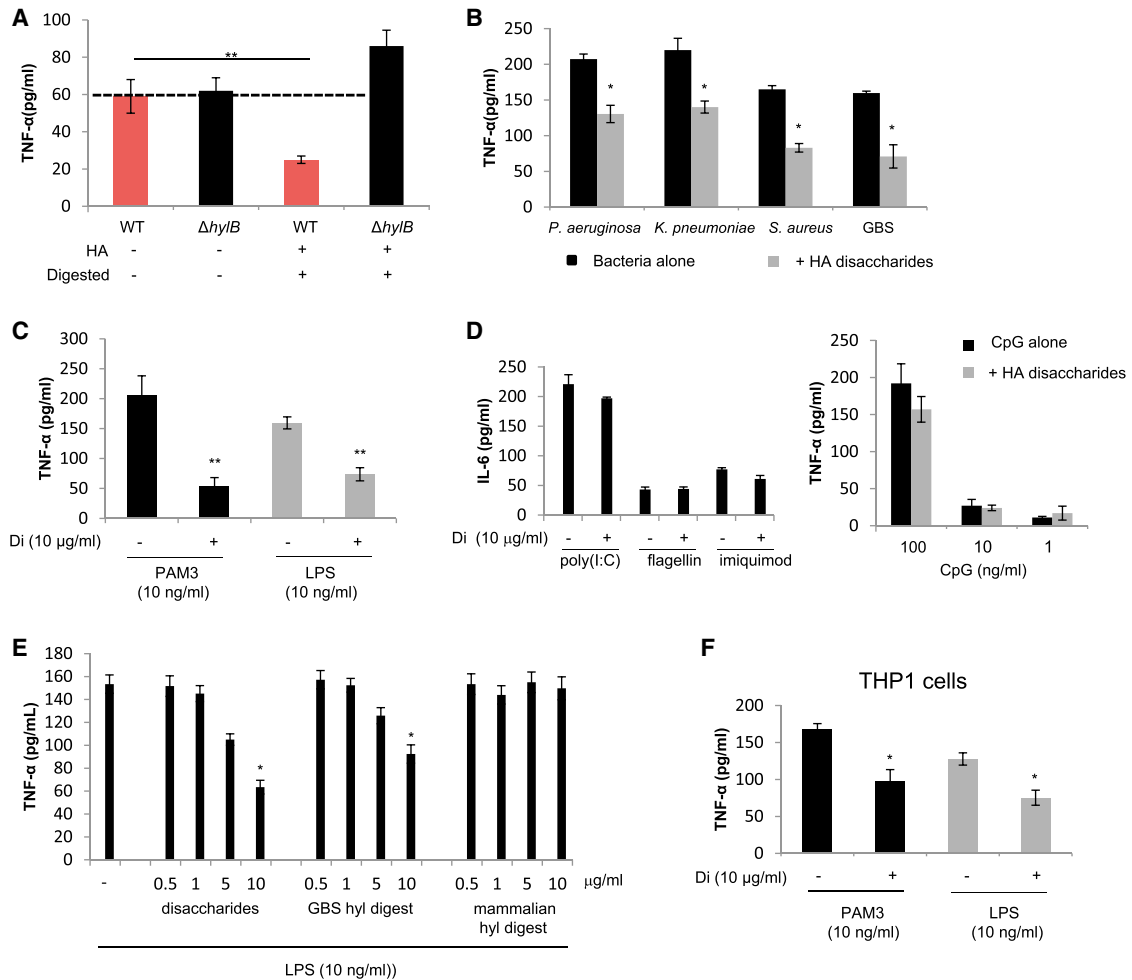 A
100
80
60
40
20
0
TNF-α(pg/ml)
**
WT ΔhylB WT ΔhylB
HA - - + +
Digested - - + +
B
250
200
150
100
50
0
TNF-α(pg/ml)
* * * *
P. aeruginosa K. pneumoniae S. aureus GBS
Bacteria alone + HA disaccharides
C
300
250
200
150
100
50
0
TNF-α (pg/ml)
** **
Di (10 μg/ml) - + - +
PAM3 LPS
(10 ng/ml) (10 ng/ml)
D
250
200
150
100
50
0
IL-6 (pg/ml)
Di (10 μg/ml) - + - + - +
poly(I:C) flagellin imiquimod
250
200
150
100
50
0
TNF-α (pg/ml)
CpG alone
+ HA disaccharides
100 10 1
CpG (ng/ml)
E
180
160
140
120
100
80
60
40
20
0
TNF-α (pg/mL)
* *
- 0.5 1 5 10 0.5 1 5 10 0.5 1 5 10 μg/ml
disaccharides GBS hyl digest mammalian
hyl digest
LPS (10 ng/ml))
F
THP1 cells
200
150
100
50
0
TNF-α (pg/ml)
* *
Di (10 μg/ml) - + - +
PAM3 LPS
(10 ng/ml) (10 ng/ml)